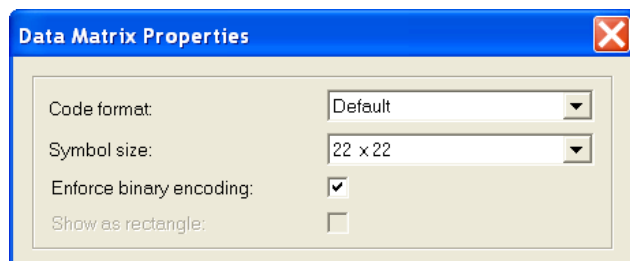 Data Matrix Properties
Code format: Default
Symbol size: 22 x 22
Enforce binary encoding:
Show as rectangle: